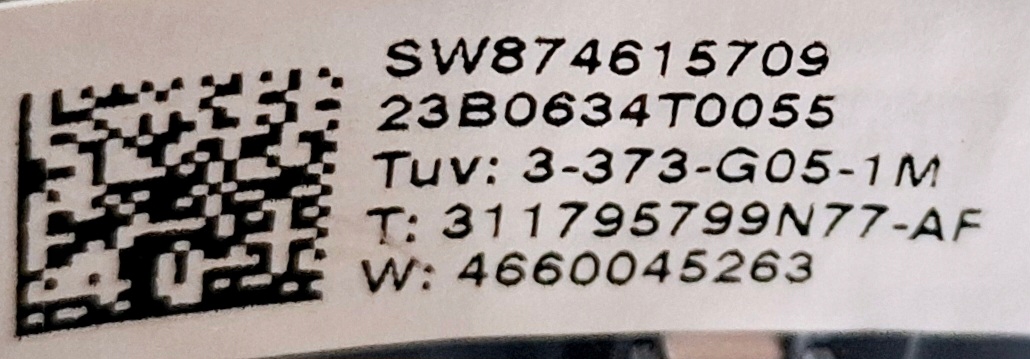 SW874615709
23B0634T0055
Tuv: 3-373-G05-1M
T: 311795799N77-AF
W: 4660045263